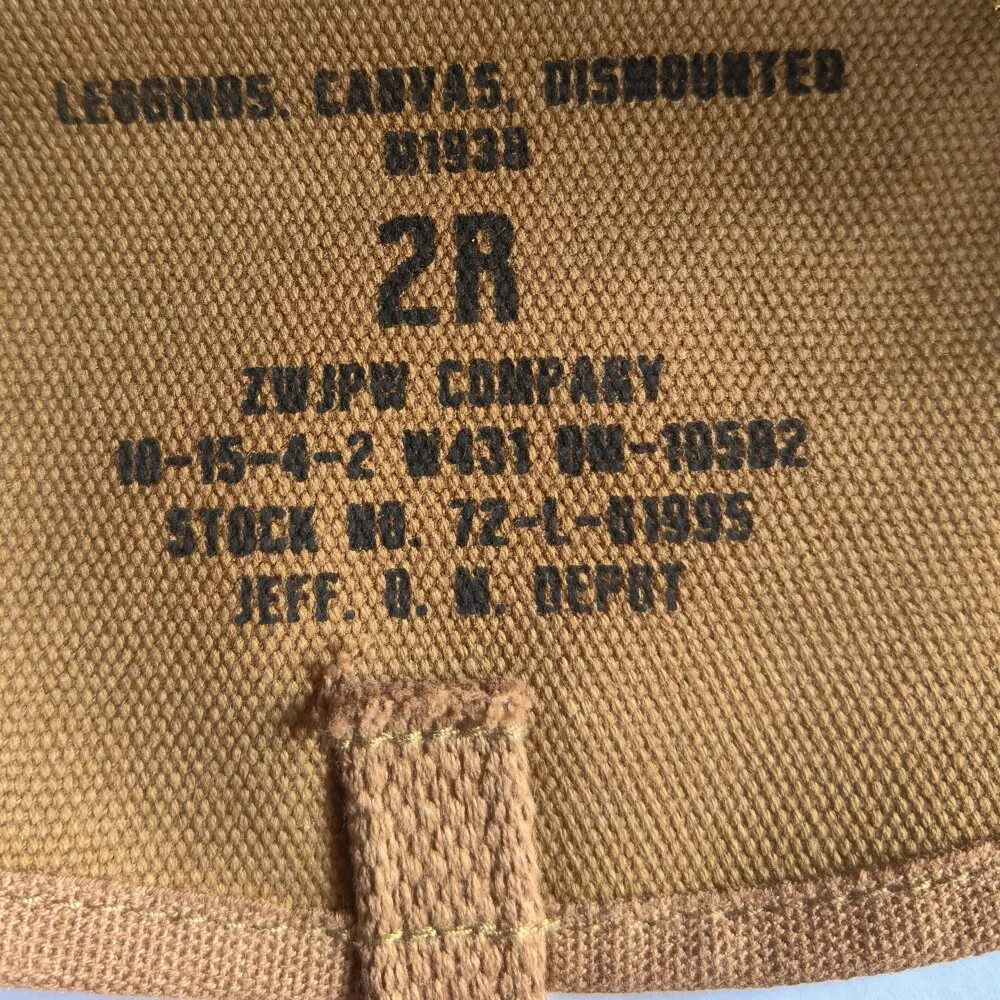 LEGGINGS, CANVAS, DISMOUNTED
M1938
2R
ZWJPW COMPANY
10-15-4-2 W431 QM-10582
STOCK NO. 72-L-61995
JEFF. Q. M. DEPOT